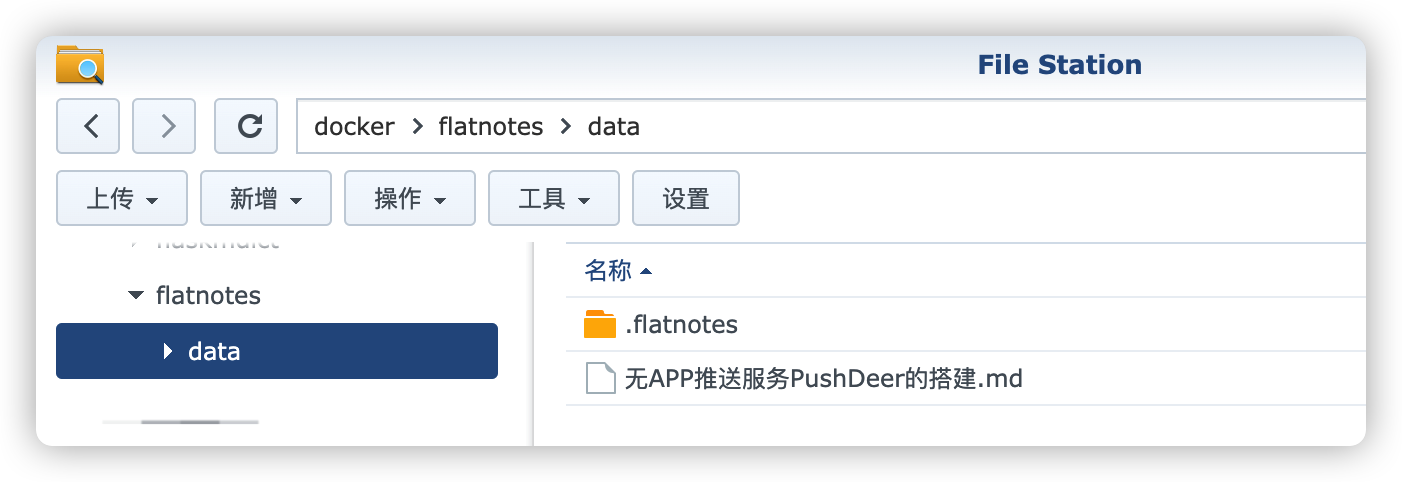 File Station
docker > flatnotes > data
上传 新增 操作 工具 设置
flatnotes
data
名称
.flatnotes
无APP推送服务PushDeer的搭建.md